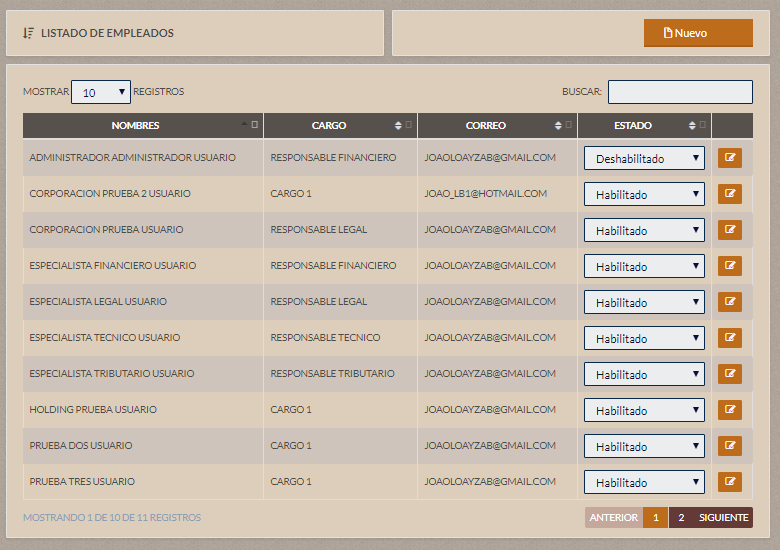 LISTADO DE EMPLEADOS
Nuevo
MOSTRAR 10 REGISTROS BUSCAR:
NOMBRES CARGO CORREO ESTADO
ADMINISTRADOR ADMINISTRADOR USUARIO RESPONSABLE FINANCIERO JOAOLOAYZAB@GMAIL.COM Deshabilitado
CORPORACION PRUEBA 2 USUARIO CARGO 1 JOAO_LB1@HOTMAIL.COM Habilitado
CORPORACION PRUEBA USUARIO RESPONSABLE LEGAL JOAOLOAYZAB@GMAIL.COM Habilitado
ESPECIALISTA FINANCIERO USUARIO RESPONSABLE FINANCIERO JOAOLOAYZAB@GMAIL.COM Habilitado
ESPECIALISTA LEGAL USUARIO RESPONSABLE LEGAL JOAOLOAYZAB@GMAIL.COM Habilitado
ESPECIALISTA TECNICO USUARIO RESPONSABLE TECNICO JOAOLOAYZAB@GMAIL.COM Habilitado
ESPECIALISTA TRIBUTARIO USUARIO RESPONSABLE TRIBUTARIO JOAOLOAYZAB@GMAIL.COM Habilitado
HOLDING PRUEBA USUARIO CARGO 1 JOAOLOAYZAB@GMAIL.COM Habilitado
PRUEBA DOS USUARIO CARGO 1 JOAOLOAYZAB@GMAIL.COM Habilitado
PRUEBA TRES USUARIO CARGO 1 JOAOLOAYZAB@GMAIL.COM Habilitado
MOSTRANDO 1 DE 10 DE 11 REGISTROS ANTERIOR 1 2 SIGUIENTE